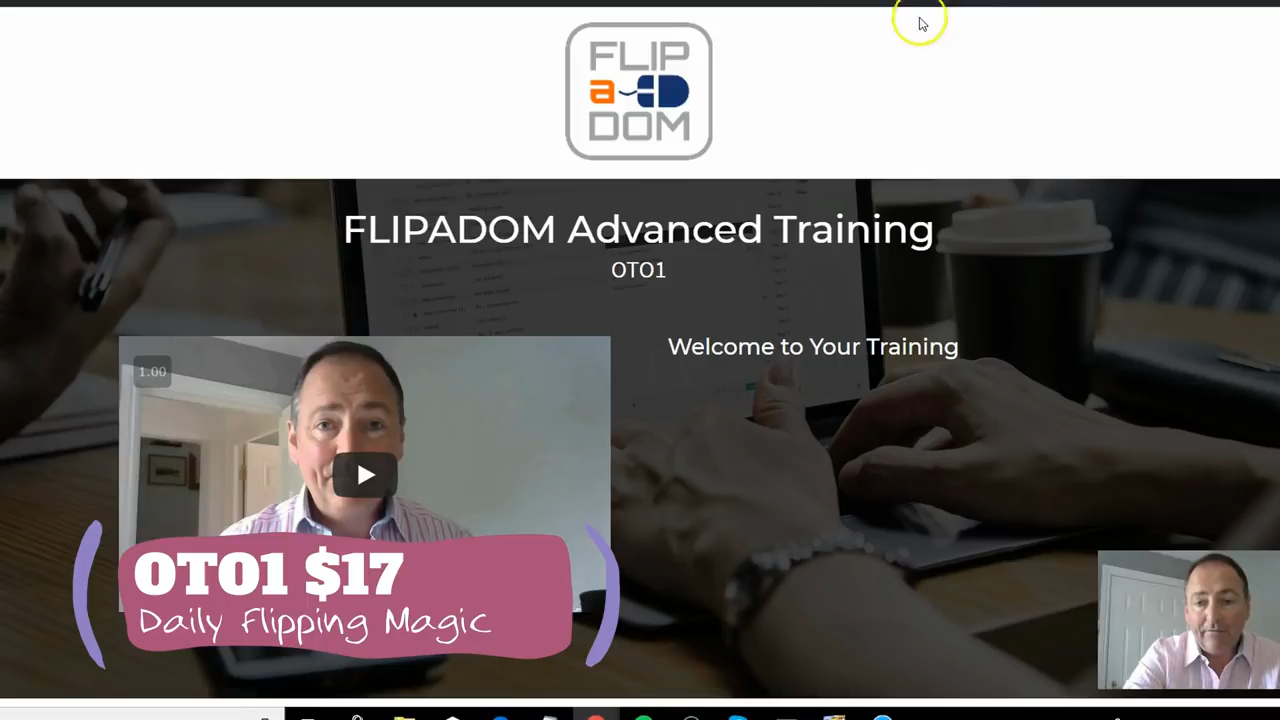 FLIP
a D
DOM
FLIPADOM Advanced Training
OTO1
Welcome to Your Training
1.00
OTO1 $17
Daily Flipping Magic